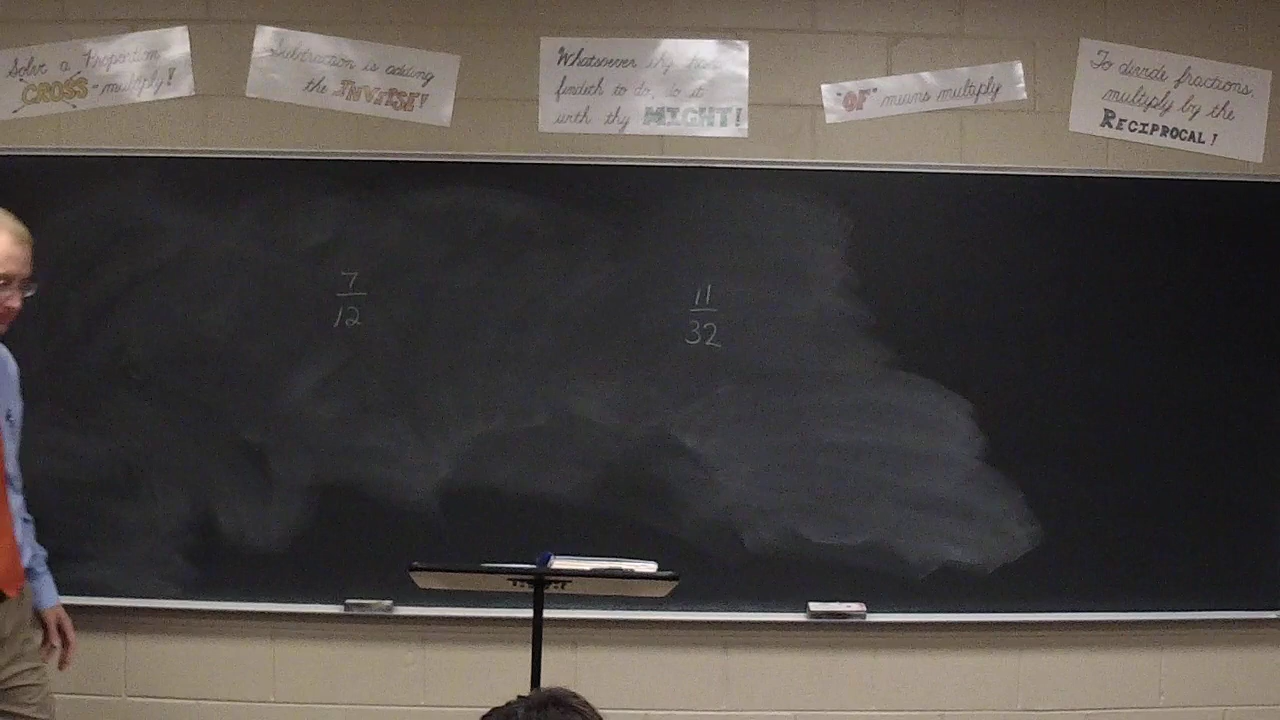 Solve a Proportion
CROSS-multiply!
Subtraction is adding
the INVERSE!
Whatsoever thy
findeth to do, do it
with thy MIGHT!
"OF" means multiply
To divide fractions,
multiply by the
RECIPROCAL!
7
12
11
32